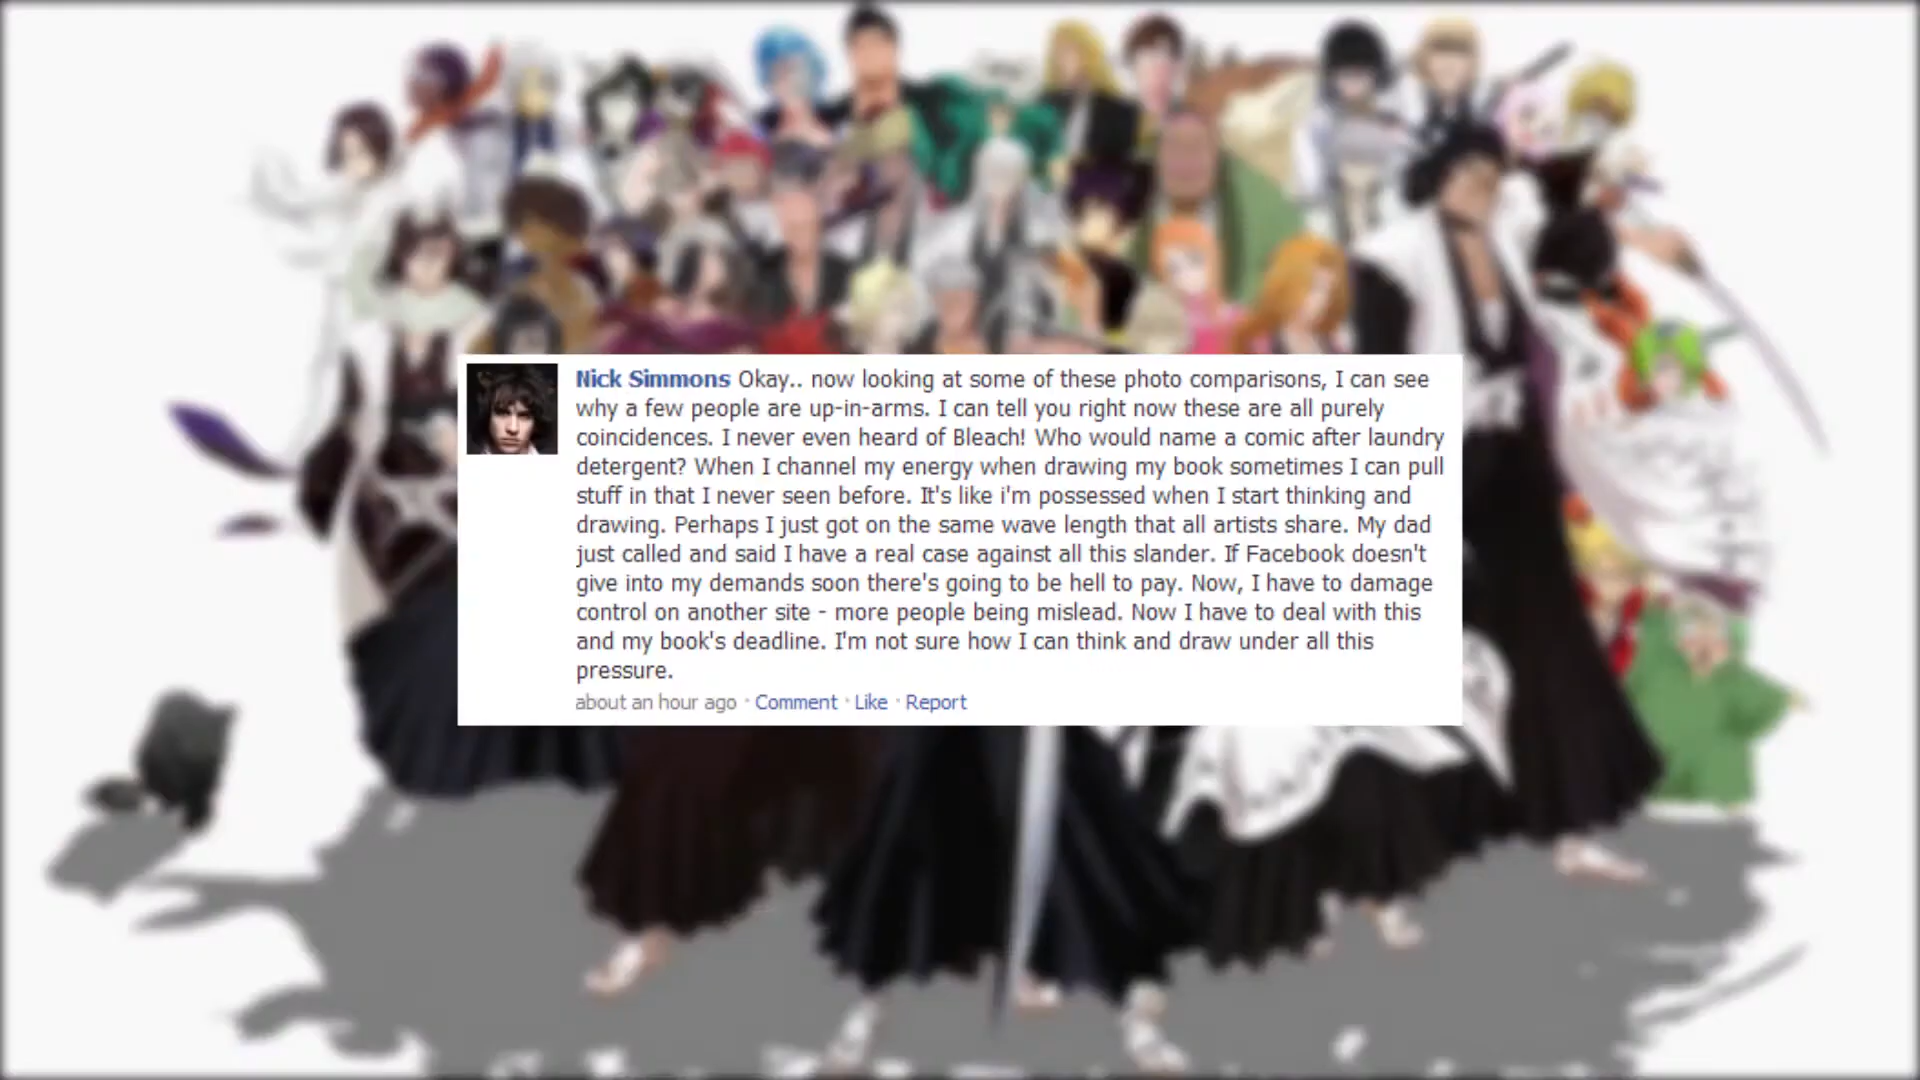 Nick Simmons Okay.. now looking at some of these photo comparisons, I can see
why a few people are up-in-arms. I can tell you right now these are all purely
coincidences. I never even heard of Bleach! Who would name a comic after laundry
detergent? When I channel my energy when drawing my book sometimes I can pull
stuff in that I never seen before. It's like i'm possessed when I start thinking and
drawing. Perhaps I just got on the same wave length that all artists share. My dad
just called and said I have a real case against all this slander. If Facebook doesn't
give into my demands soon there's going to be hell to pay. Now, I have to damage
control on another site - more people being mislead. Now I have to deal with this
and my book's deadline. I'm not sure how I can think and draw under all this
pressure.
about an hour ago · Comment · Like · Report